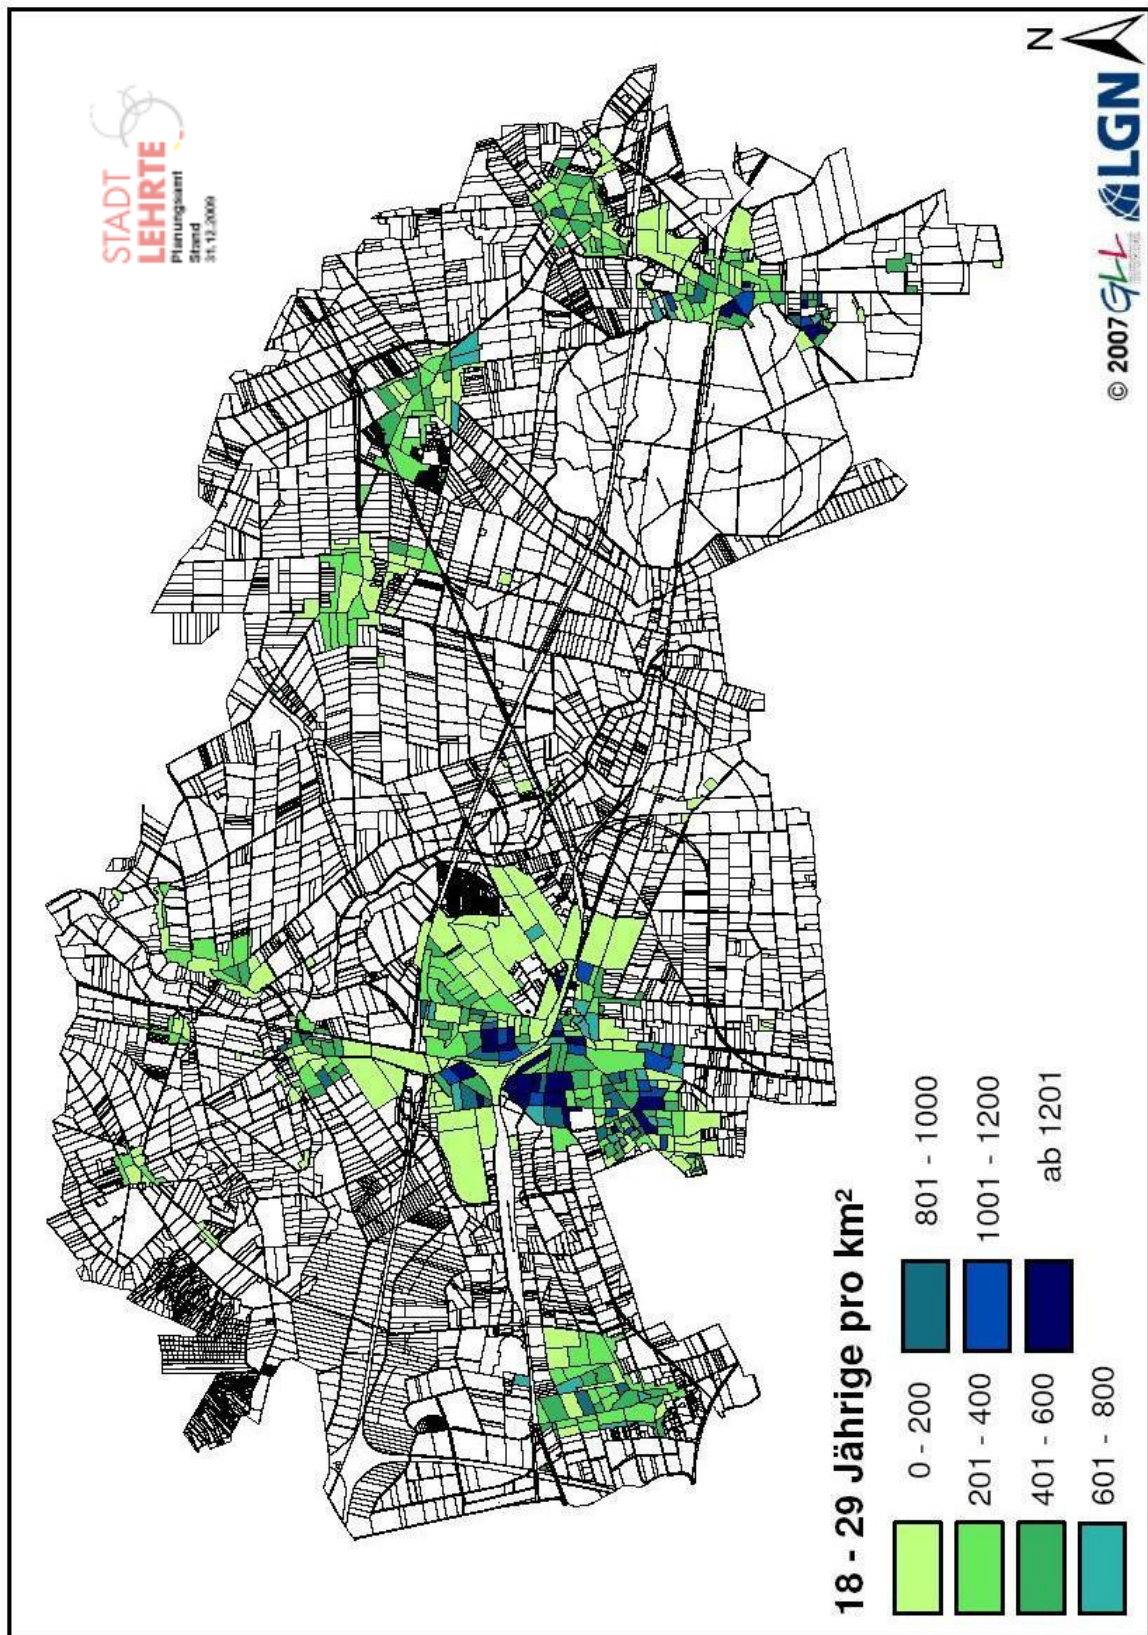 STADT
LEHRTE
Planungsamt
Stand
31.12.2009
18 - 29 Jährige pro km²
0 - 200
201 - 400
401 - 600
601 - 800
801 - 1000
1001 - 1200
ab 1201
© 2007 GLL LGN
N